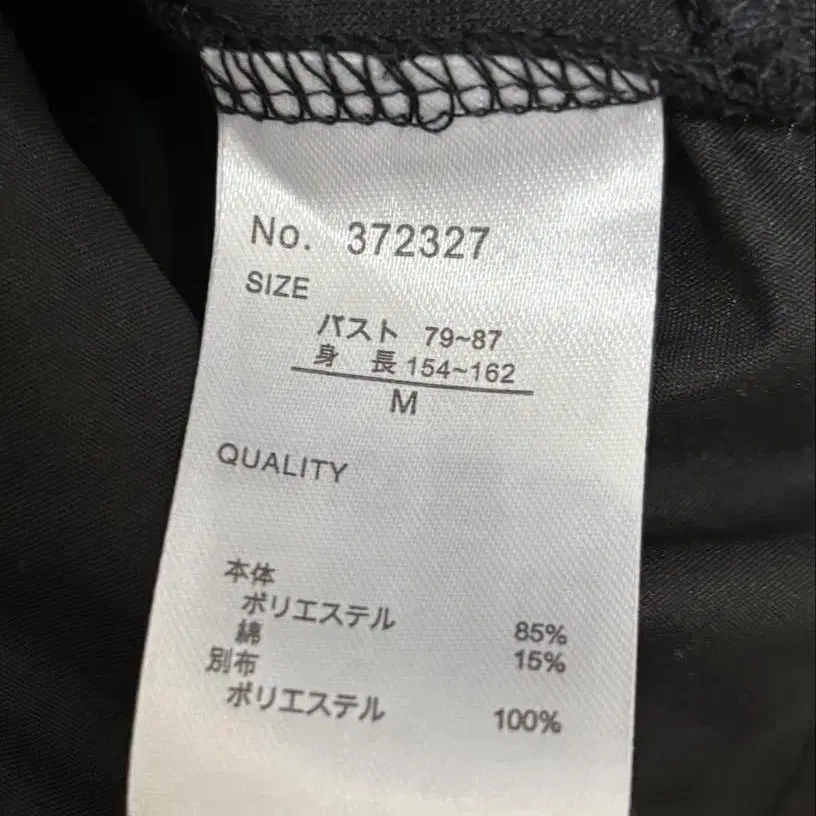 No. 372327
SIZE
バスト 79~87
身 長 154~162
M
QUALITY
本体
ポリエステル 85%
綿 15%
別布
ポリエステル 100%